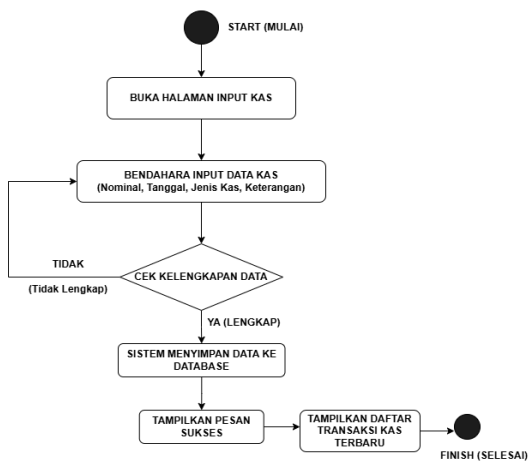 START (MULAI)
BUKA HALAMAN INPUT KAS
BENDAHARA INPUT DATA KAS
(Nominal, Tanggal, Jenis Kas, Keterangan)
TIDAK
(Tidak Lengkap)
CEK KELENGKAPAN DATA
YA (LENGKAP)
SISTEM MENYIMPAN DATA KE
DATABASE
TAMPILKAN PESAN
SUKSES
TAMPILKAN DAFTAR
TRANSAKSI KAS
TERBARU
FINISH (SELESAI)